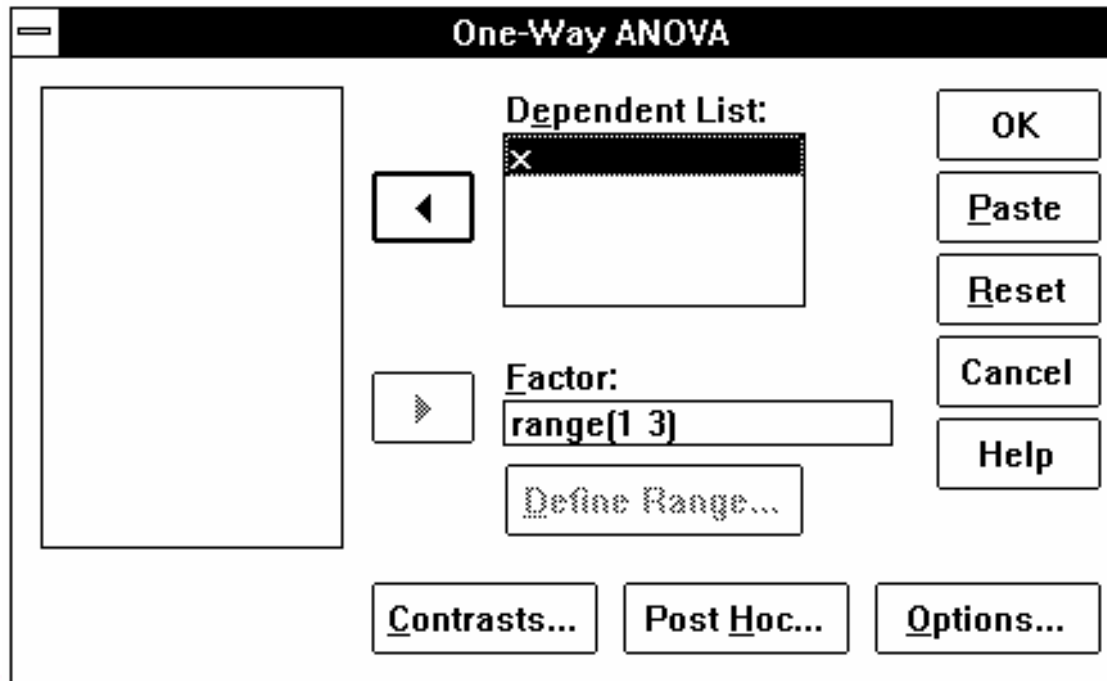 One-Way ANOVA
Dependent List:
x
Factor:
range(1 3)
Define Range...
OK
Paste
Reset
Cancel
Help
Contrasts...
Post Hoc...
Options...